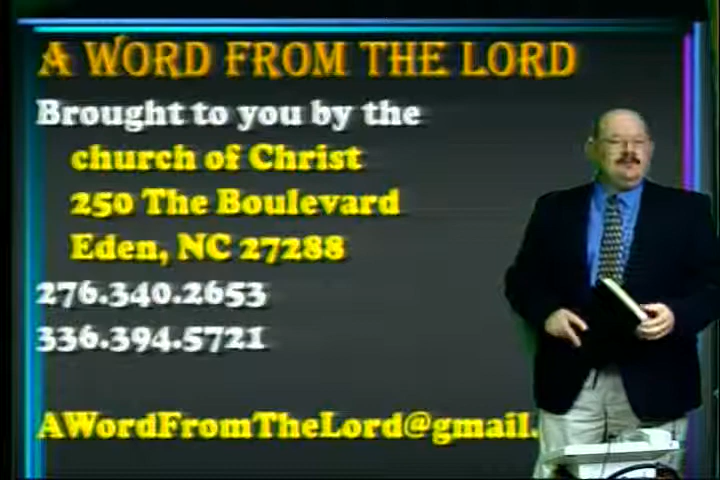 A WORD FROM THE LORD
Brought to you by the
church of Christ
250 The Boulevard
Eden, NC 27288
276.340.2653
336.394.5721
AWordFromTheLord@gmail.